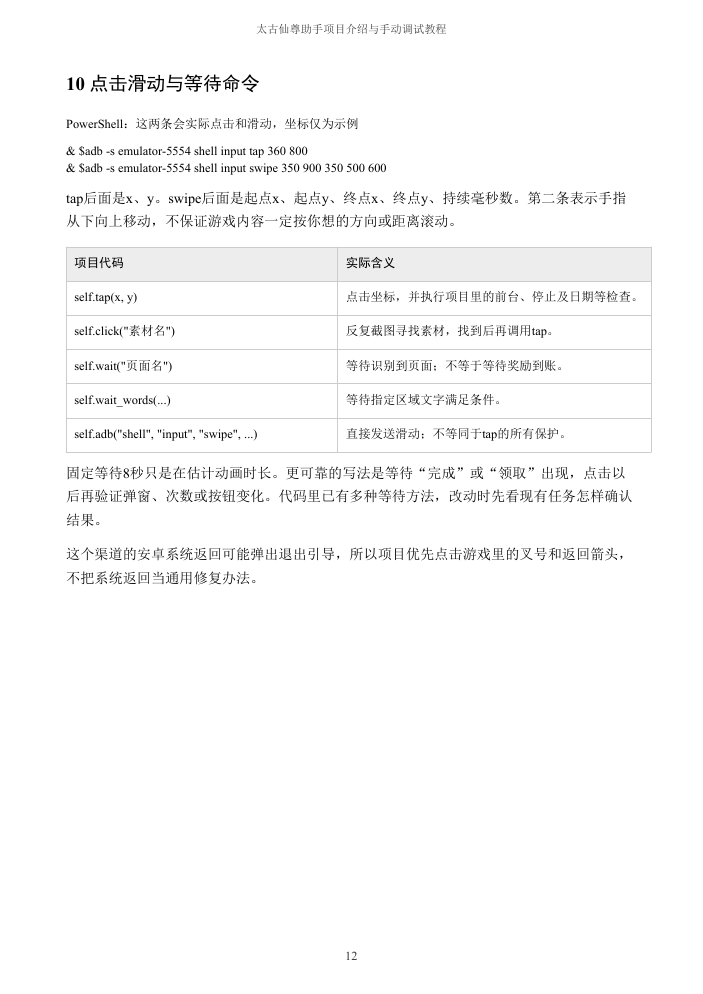 太古仙尊助手项目介绍与手动调试教程
10 点击滑动与等待命令
PowerShell：这两条会实际点击和滑动，坐标仅为示例
& $adb -s emulator-5554 shell input tap 360 800
& $adb -s emulator-5554 shell input swipe 350 900 350 500 600
tap后面是x、y。swipe后面是起点x、起点y、终点x、终点y、持续毫秒数。第二条表示手指
从下向上移动，不保证游戏内容一定按你想的方向或距离滚动。
项目代码 实际含义
self.tap(x, y) 点击坐标，并执行项目里的前台、停止及日期等检查。
self.click("素材名") 反复截图寻找素材，找到后再调用tap。
self.wait("页面名") 等待识别到页面；不等于等待奖励到账。
self.wait_words(...) 等待指定区域文字满足条件。
self.adb("shell", "input", "swipe", ...) 直接发送滑动；不等同于tap的所有保护。
固定等待8秒只是在估计动画时长。更可靠的写法是等待“完成”或“领取”出现，点击以
后再验证弹窗、次数或按钮变化。代码里已有多种等待方法，改动时先看现有任务怎样确认
结果。
这个渠道的安卓系统返回可能弹出退出引导，所以项目优先点击游戏里的叉号和返回箭头，
不把系统返回当通用修复办法。
12